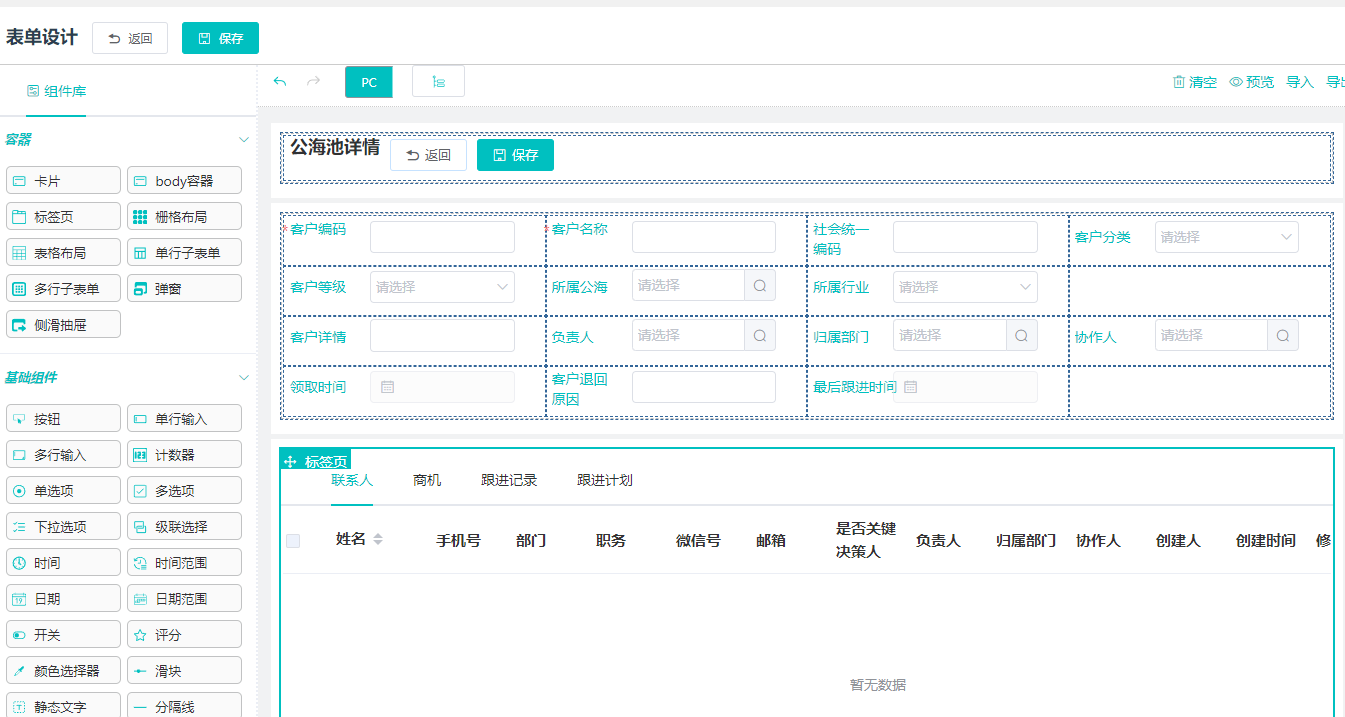 表单设计 返回 保存
组件库 PC 清空 预览 导入 导出
容器
卡片 body容器
标签页 栅格布局
表格布局 单行子表单
多行子表单 弹窗
侧滑抽屉
基础组件
按钮 单行输入
多行输入 计数器
单选项 多选项
下拉选项 级联选择
时间 时间范围
日期 日期范围
开关 评分
颜色选择器 滑块
静态文字 分隔线
公海池详情 返回 保存
*客户编码 *客户名称 社会统一
编码 客户分类 请选择
客户等级 请选择 所属公海 请选择 所属行业 请选择
客户详情 负责人 请选择 归属部门 请选择 协作人 请选择
领取时间 客户退回
原因 最后跟进时间
标签页
联系人 商机 跟进记录 跟进计划
姓名 手机号 部门 职务 微信号 邮箱 是否关键
决策人 负责人 归属部门 协作人 创建人 创建时间 修
暂无数据